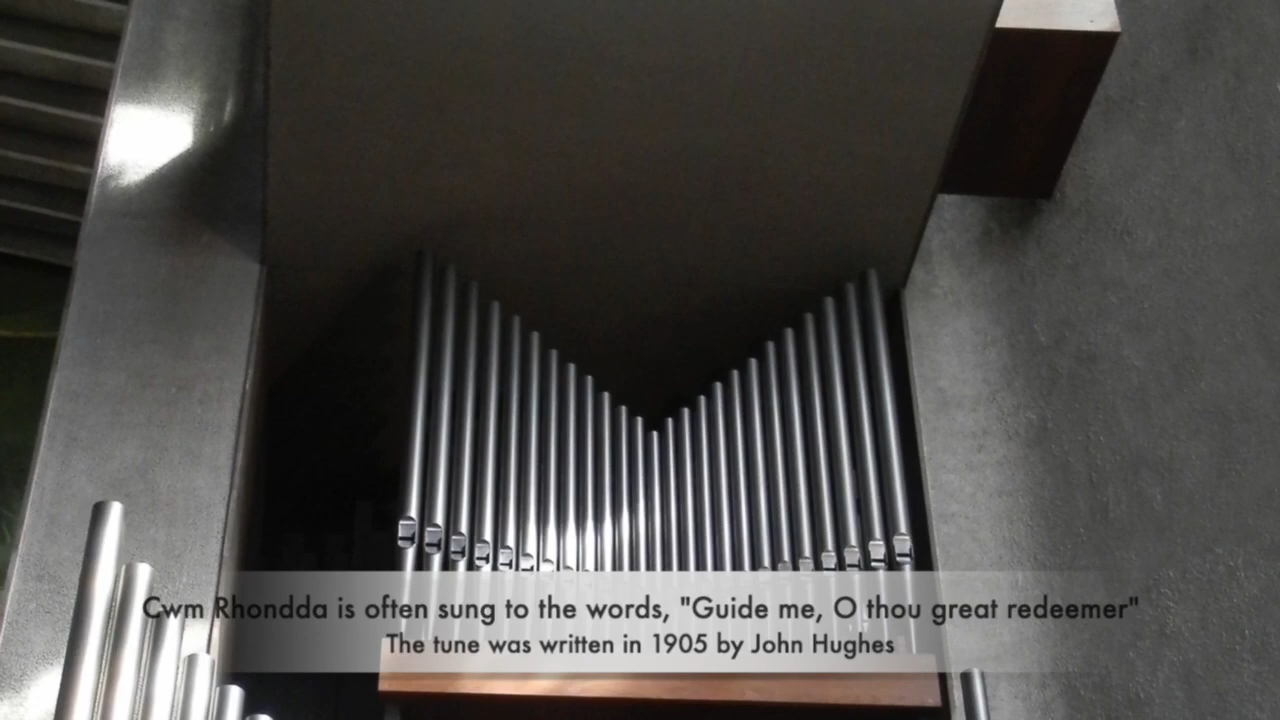 Cwm Rhondda is often sung to the words, "Guide me, O thou great redeemer"
The tune was written in 1905 by John Hughes